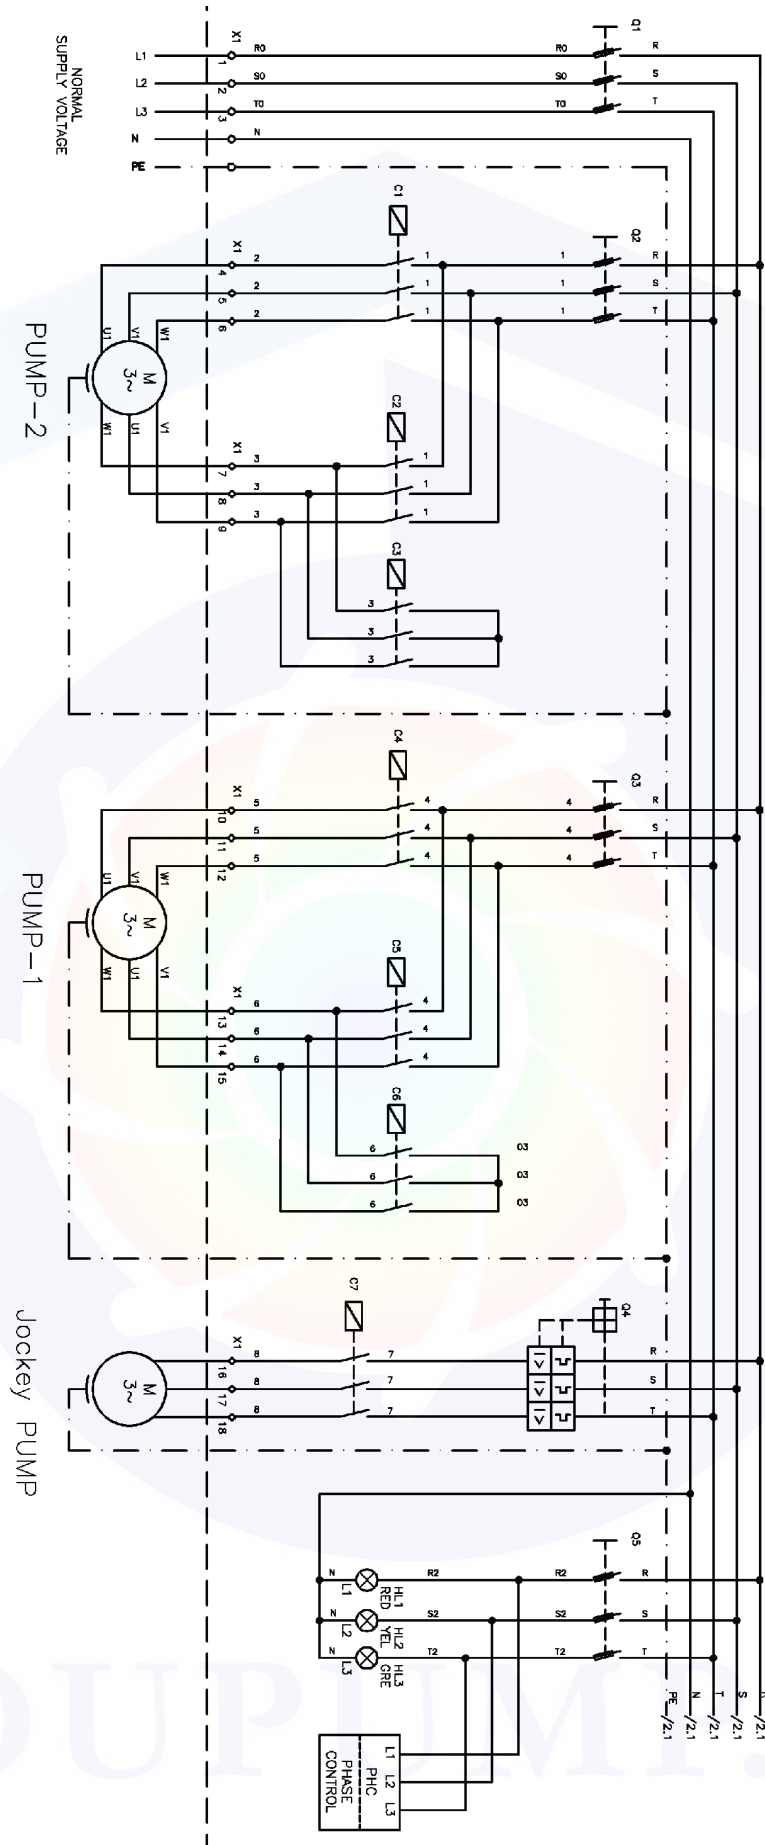 NORMAL
SUPPLY VOLTAGE
L1
L2
L3
N
PE
X1
1
2
3
R0
S0
T0
N
R0
S0
T0
Q1
R
S
T
C1
Q2
X1
4
5
6
2
2
2
1
1
1
1
1
1
R
S
T
U1
V1
W1
M
3~
W1
U1
V1
PUMP-2
C2
X1
7
8
9
3
3
3
1
1
1
C3
3
3
3
C4
Q3
X1
10
11
12
5
5
5
4
4
4
4
4
4
R
S
T
U1
V1
W1
M
3~
W1
U1
V1
PUMP-1
C5
X1
13
14
15
6
6
6
4
4
4
C6
6
6
6
03
03
03
C7
Q4
X1
16
17
18
8
8
8
7
7
7
I>
I>
I>
R
S
T
M
3~
Jockey PUMP
Q5
N
N
N
L1
L2
L3
HL1
RED
HL2
YEL
HL3
GRE
R2
S2
T2
R2
S2
T2
R
S
T
PE
N
T
S
/2.1
/2.1
/2.1
/2.1
/2.1
L1
L2
L3
PHC
PHASE
CONTROL
OUPUMP.